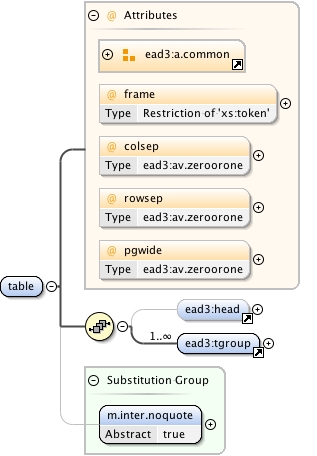 Attributes
ead3:a.common
@ frame
Type Restriction of 'xs:token'
@ colsep
Type ead3:av.zeroorone
@ rowsep
Type ead3:av.zeroorone
@ pgwide
Type ead3:av.zeroorone
table
ead3:head
1..∞
ead3:tgroup
Substitution Group
m.inter.noquote
Abstract true